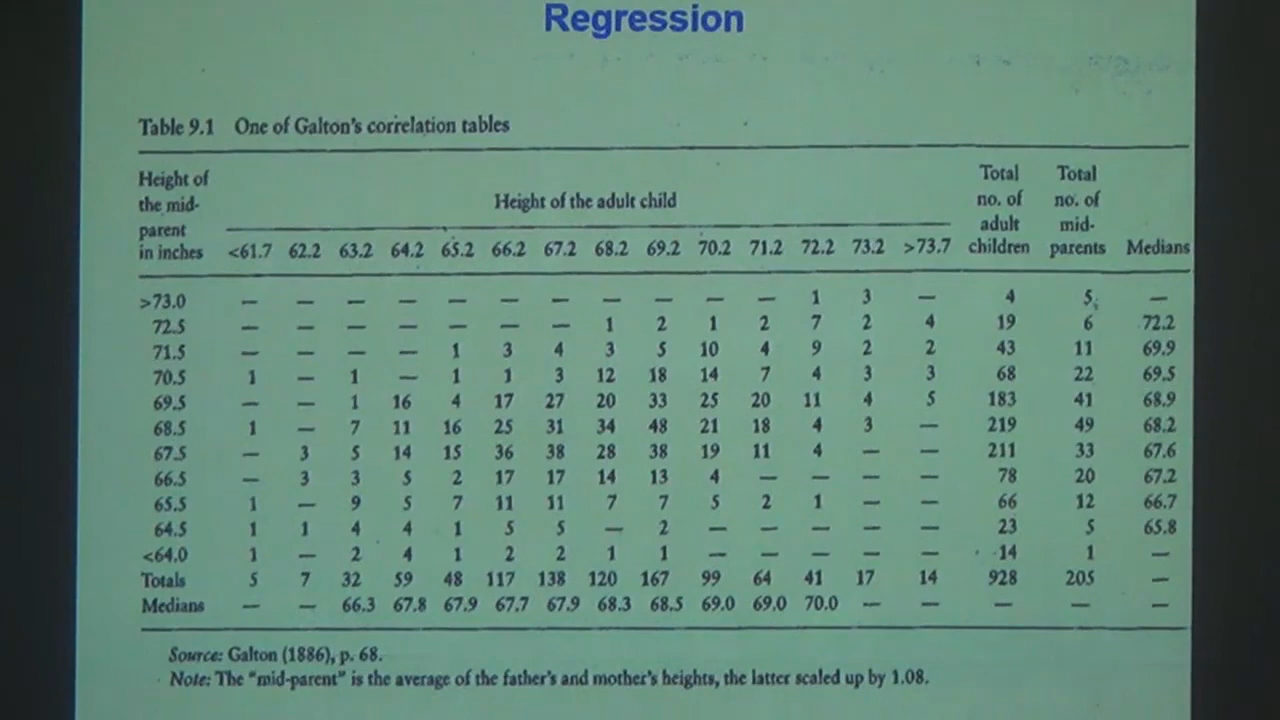 Regression
Table 9.1 One of Galton's correlation tables
Height of the mid-parent in inches Height of the adult child Total no. of adult children Total no. of mid-parents Medians
<61.7 62.2 63.2 64.2 65.2 66.2 67.2 68.2 69.2 70.2 71.2 72.2 73.2 >73.7
>73.0 — — — — — — — — — — — 1 3 — 4 5 —
72.5 — — — — — — — 1 2 1 2 7 2 4 19 6 72.2
71.5 — — — — 1 3 4 3 5 10 4 9 2 2 43 11 69.9
70.5 1 — 1 — 1 1 3 12 18 14 7 4 3 3 68 22 69.5
69.5 — — 1 16 4 17 27 20 33 25 20 11 4 5 183 41 68.9
68.5 1 — 7 11 16 25 31 34 48 21 18 4 3 — 219 49 68.2
67.5 — 3 5 14 15 36 38 28 38 19 11 4 — — 211 33 67.6
66.5 — 3 3 5 2 17 17 14 13 4 — — — — 78 20 67.2
65.5 1 — 9 5 7 11 11 7 7 5 2 1 — — 66 12 66.7
64.5 1 1 4 4 1 5 5 — 2 — — — — — 23 5 65.8
<64.0 1 — 2 4 1 2 2 1 1 — — — — — 14 1 —
Totals 5 7 32 59 48 117 138 120 167 99 64 41 17 14 928 205 —
Medians — — 66.3 67.8 67.9 67.7 67.9 68.3 68.5 69.0 69.0 70.0 — — — — —
Source: Galton (1886), p. 68.
Note: The "mid-parent" is the average of the father's and mother's heights, the latter scaled up by 1.08.